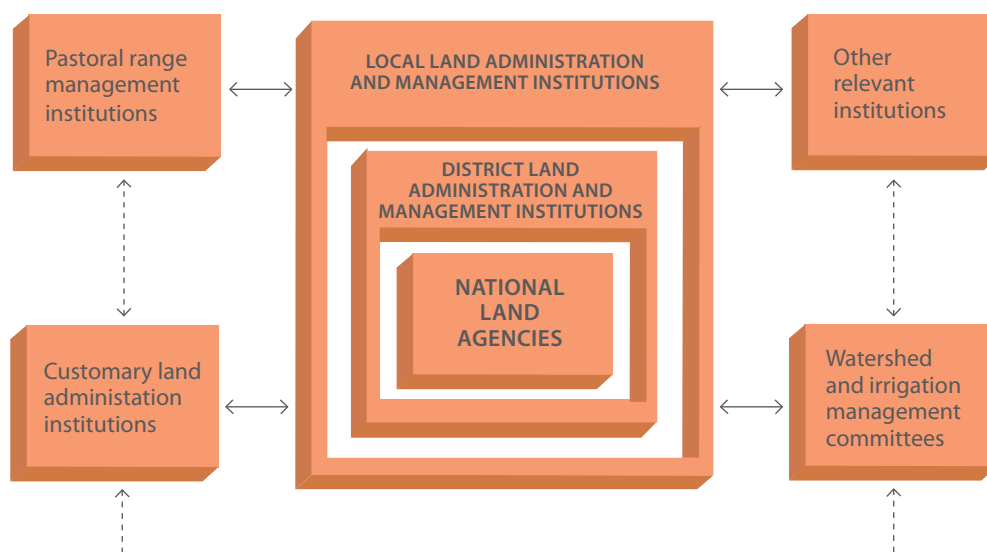 Pastoral range
management
institutions
LOCAL LAND ADMINISTRATION
AND MANAGEMENT INSTITUTIONS
Other
relevant
institutions
DISTRICT LAND
ADMINISTRATION AND
MANAGEMENT INSTITUTIONS
NATIONAL
LAND
AGENCIES
Customary land
administation
institutions
Watershed
and irrigation
management
committees